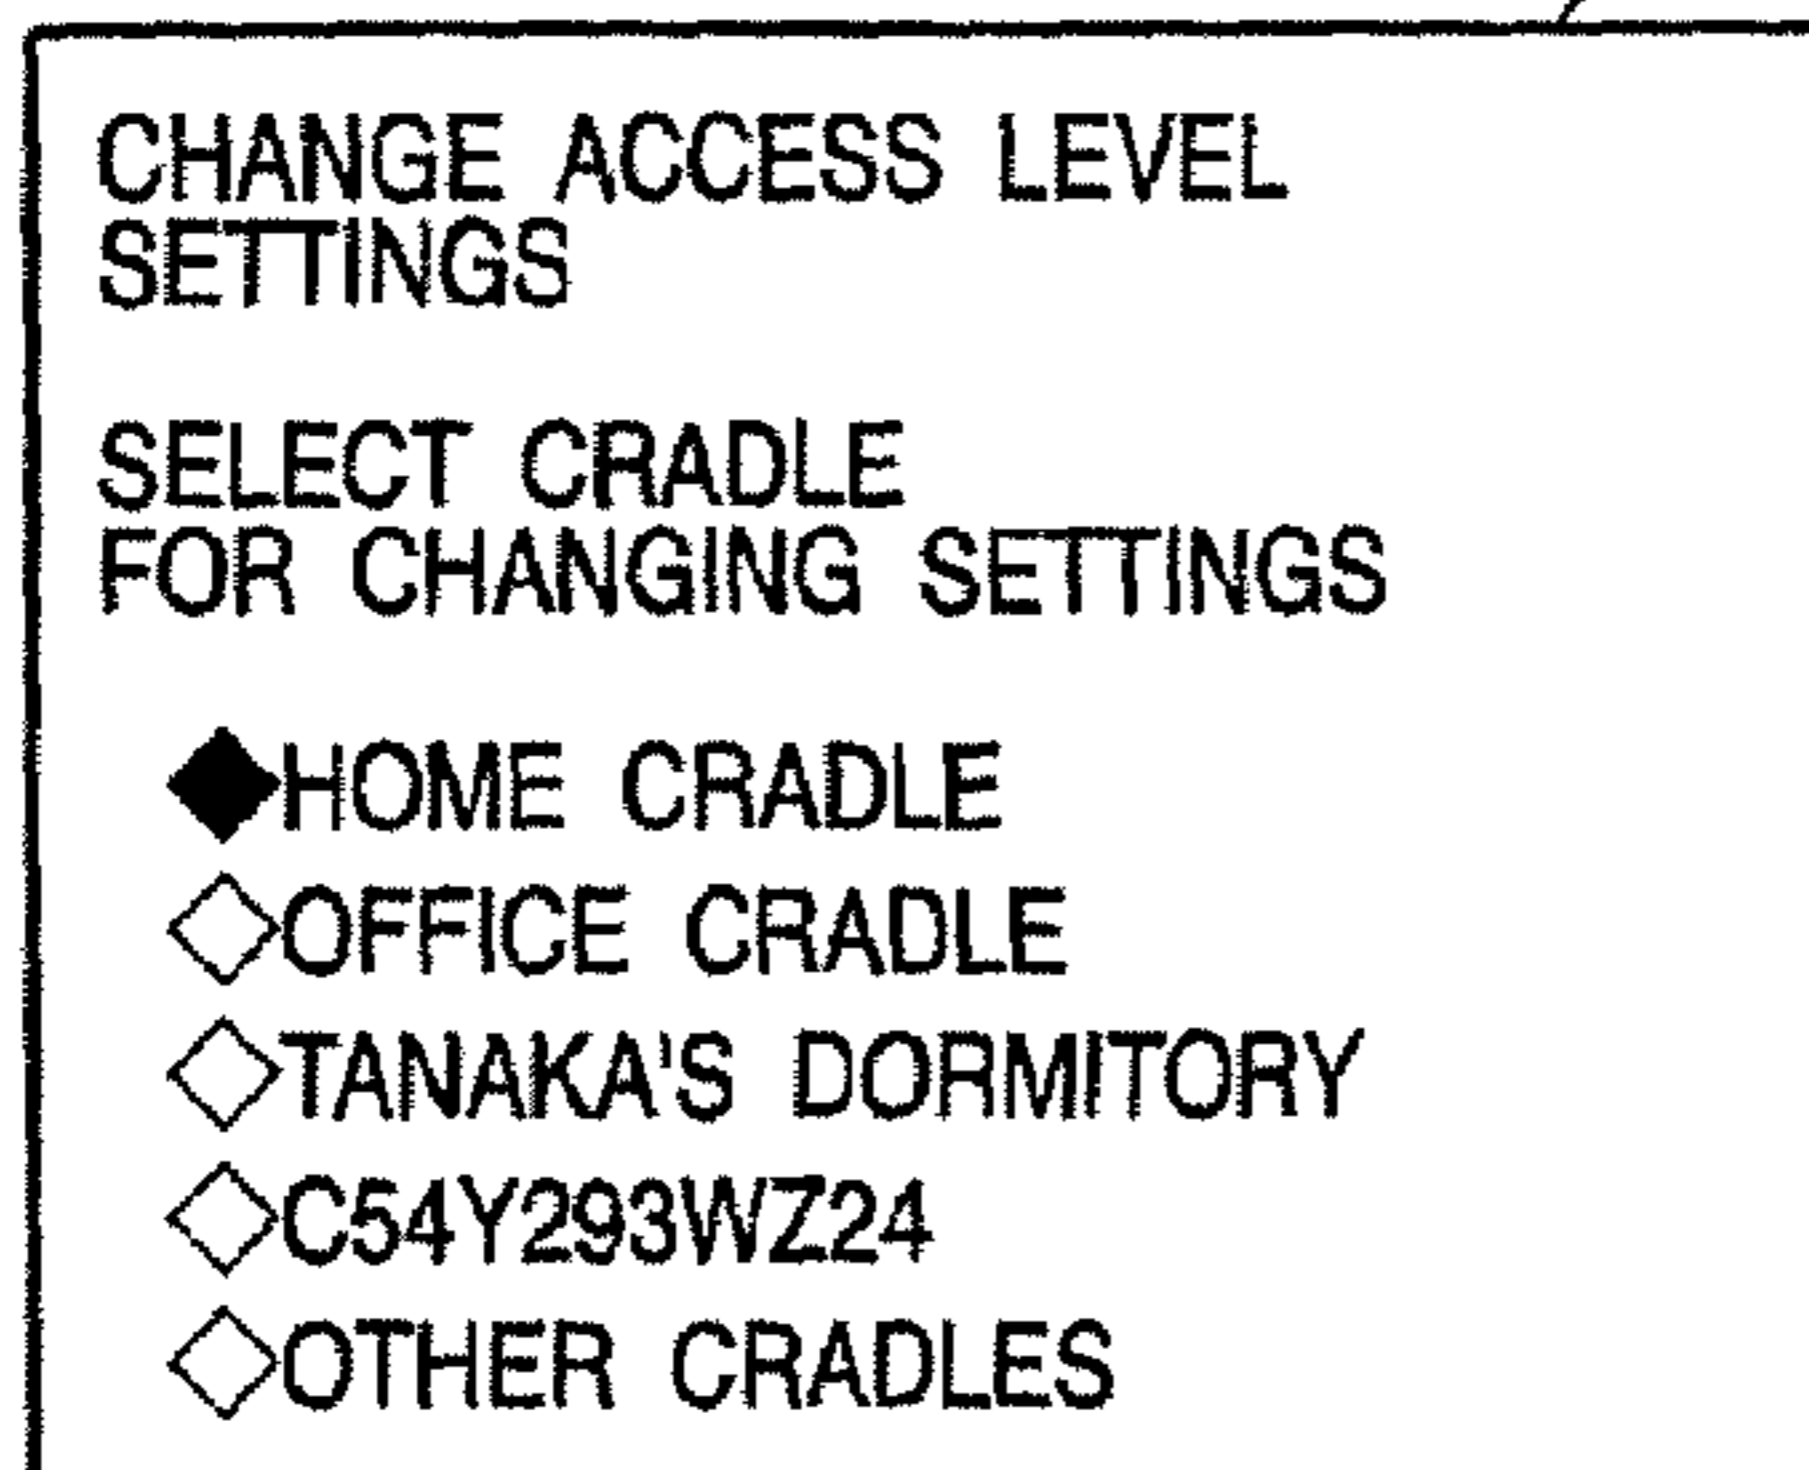 CHANGE ACCESS LEVEL
SETTINGS
SELECT CRADLE
FOR CHANGING SETTINGS
◆HOME CRADLE
◇OFFICE CRADLE
◇TANAKA'S DORMITORY
◇C54Y293WZ24
◇OTHER CRADLES